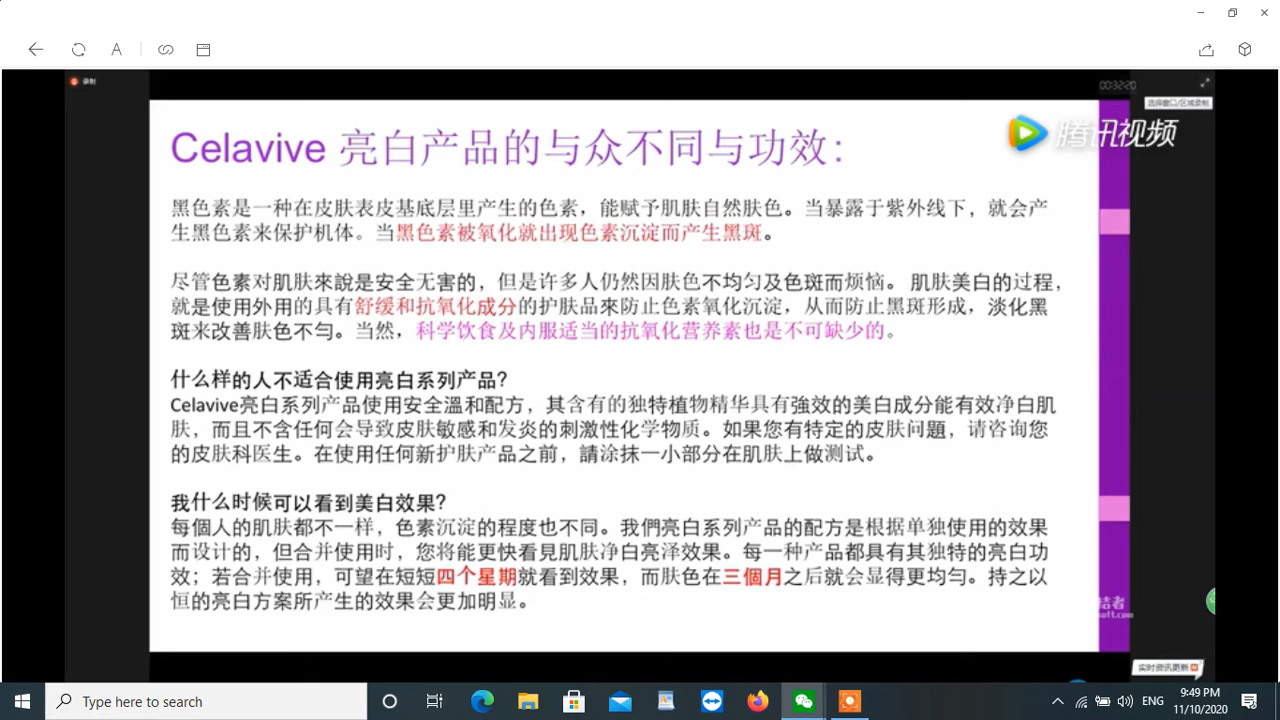 录制
00:32:20
选择窗口/区域录制
腾讯视频
Celavive 亮白产品的与众不同与功效:
黑色素是一种在皮肤表皮基底层里产生的色素，能赋予肌肤自然肤色。当暴露于紫外线下，就会产
生黑色素来保护机体。当黑色素被氧化就出现色素沉淀而产生黑斑。
尽管色素对肌肤來說是安全无害的，但是许多人仍然因肤色不均匀及色斑而烦恼。 肌肤美白的过程，
就是使用外用的具有舒缓和抗氧化成分的护肤品來防止色素氧化沉淀，从而防止黑斑形成，淡化黑
斑来改善肤色不匀。当然，科学饮食及内服适当的抗氧化营养素也是不可缺少的。
什么样的人不适合使用亮白系列产品?
Celavive亮白系列产品使用安全溫和配方，其含有的独特植物精华具有強效的美白成分能有效净白肌
肤，而且不含任何会导致皮肤敏感和发炎的刺激性化学物质。如果您有特定的皮肤问题，请咨询您
的皮肤科医生。在使用任何新护肤产品之前，請涂抹一小部分在肌肤上做测试。
我什么时候可以看到美白效果?
每個人的肌肤都不一样，色素沉淀的程度也不同。我們亮白系列产品的配方是根据单独使用的效果
而设计的，但合并使用时，您将能更快看見肌肤净白亮泽效果。每一种产品都具有其独特的亮白功
效；若合并使用，可望在短短四个星期就看到效果，而肤色在三個月之后就会显得更均匀。持之以
恒的亮白方案所产生的效果会更加明显。
结者
soft.com
实时资讯更新
Type here to search
ENG
9:49 PM
11/10/2020